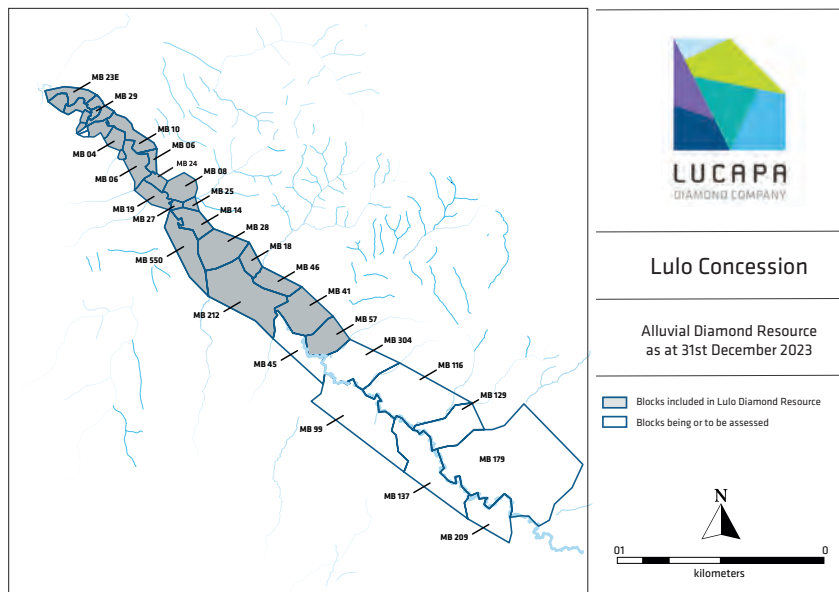 MB 23E
MB 29
MB 10
MB 04
MB 06
MB 24
MB 06
MB 08
MB 19
MB 25
MB 27
MB 14
MB 28
MB 550
MB 18
MB 46
MB 41
MB 212
MB 57
MB 304
MB 45
MB 116
MB 129
MB 99
MB 179
MB 137
MB 209
LUCAPA
DIAMOND COMPANY
Lulo Concession
Alluvial Diamond Resource
as at 31st December 2023
Blocks included in Lulo Diamond Resource
Blocks being or to be assessed
N
01
0
kilometers